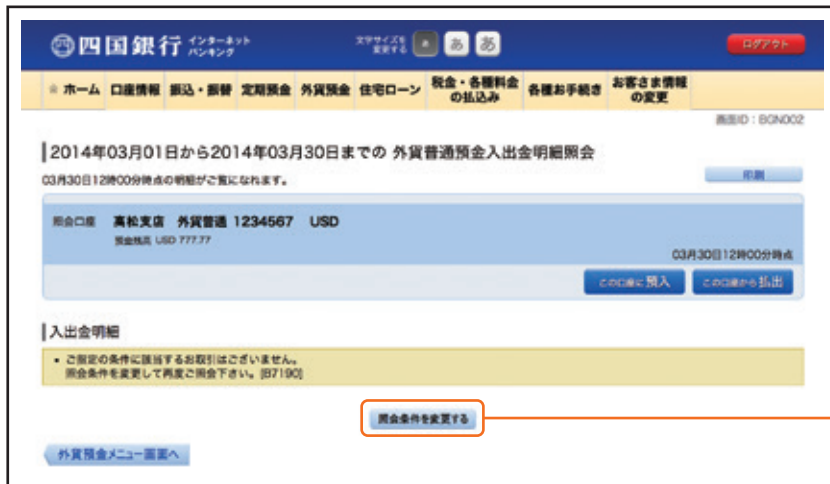 四国銀行 インターネットバンキング
文字サイズを変更する あ あ あ
ログアウト
ホーム 口座情報 振込・振替 定期預金 外貨預金 住宅ローン 税金・各種料金の払込み 各種お手続き お客さま情報の変更
画面ID:BGN002
2014年03月01日から2014年03月30日までの 外貨普通預金入出金明細照会
03月30日12時00分時点の明細がご覧になれます。
印刷
照会口座 高松支店 外貨普通 1234567 USD
預金残高 USD 777.77
03月30日12時00分時点
この口座に預入 この口座から払出
入出金明細
• ご指定の条件に該当するお取引はございません。
照会条件を変更して再度ご照会下さい。[B7190]
照会条件を変更する
外貨預金メニュー画面へ